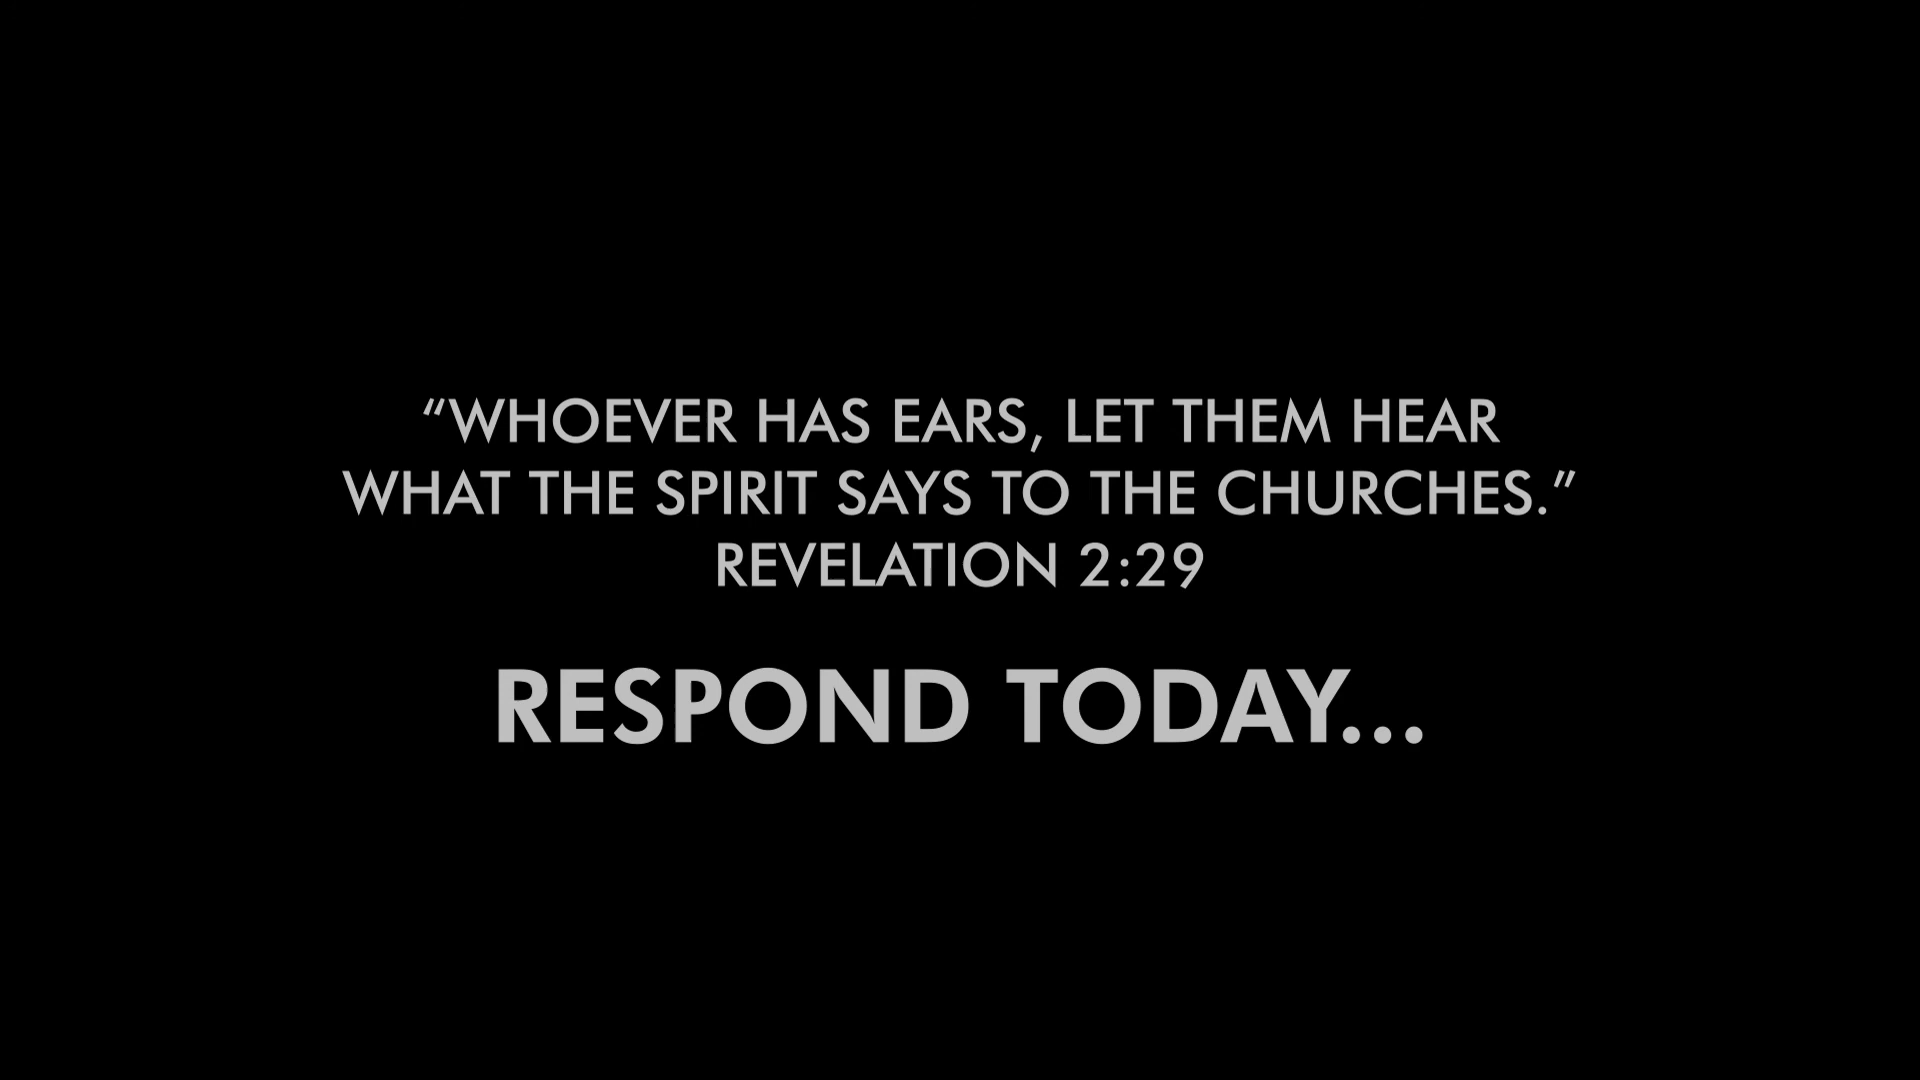 “WHOEVER HAS EARS, LET THEM HEAR
WHAT THE SPIRIT SAYS TO THE CHURCHES.”
REVELATION 2:29
RESPOND TODAY...